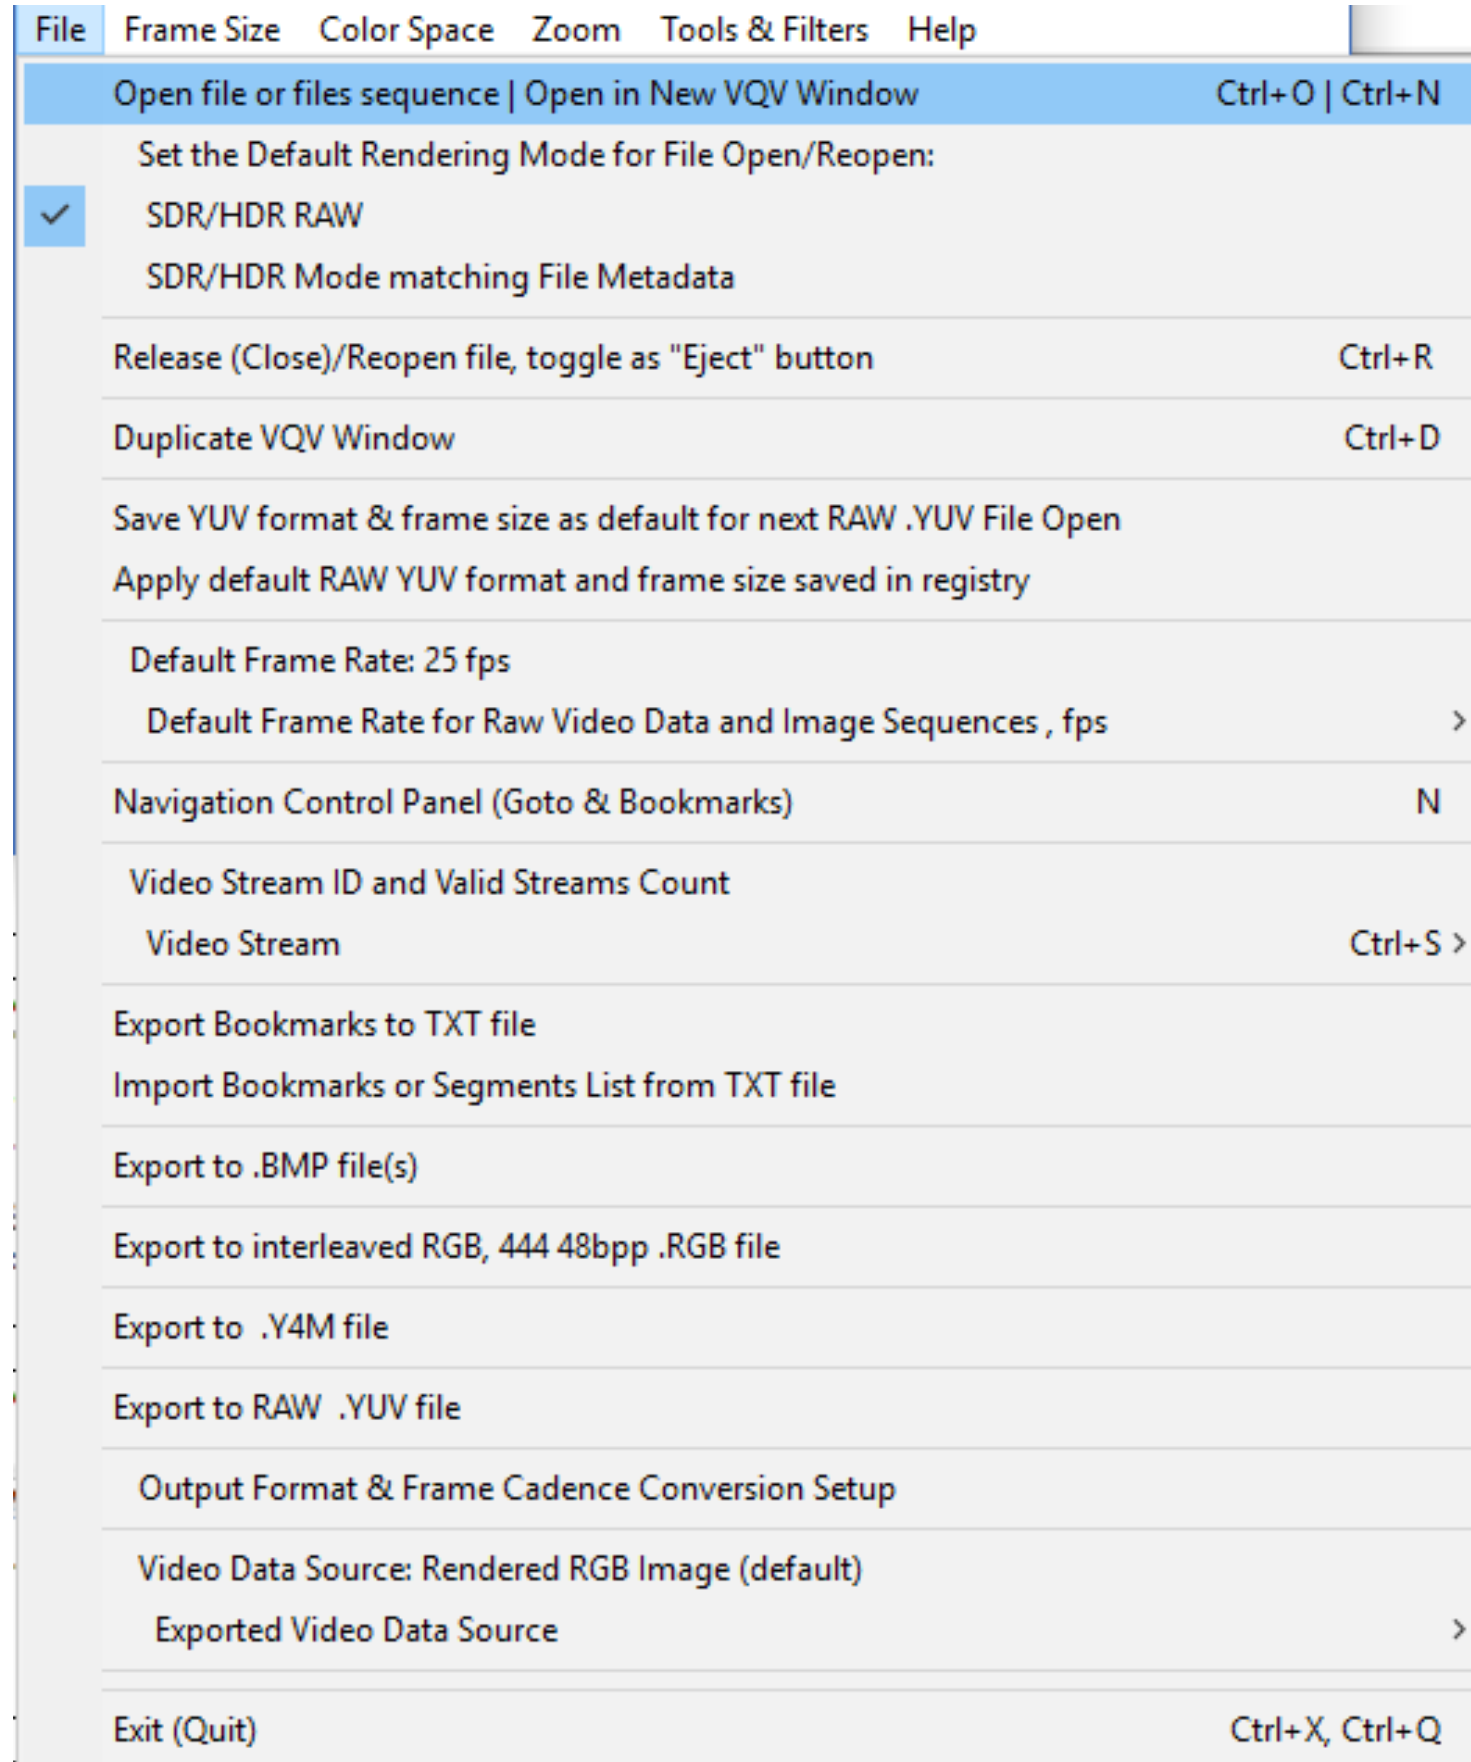 File Frame Size Color Space Zoom Tools & Filters Help
Open file or files sequence | Open in New VQV Window Ctrl+O | Ctrl+N
Set the Default Rendering Mode for File Open/Reopen:
SDR/HDR RAW
SDR/HDR Mode matching File Metadata
Release (Close)/Reopen file, toggle as "Eject" button Ctrl+R
Duplicate VQV Window Ctrl+D
Save YUV format & frame size as default for next RAW .YUV File Open
Apply default RAW YUV format and frame size saved in registry
Default Frame Rate: 25 fps
Default Frame Rate for Raw Video Data and Image Sequences , fps
Navigation Control Panel (Goto & Bookmarks) N
Video Stream ID and Valid Streams Count
Video Stream Ctrl+S
Export Bookmarks to TXT file
Import Bookmarks or Segments List from TXT file
Export to .BMP file(s)
Export to interleaved RGB, 444 48bpp .RGB file
Export to  .Y4M file
Export to RAW  .YUV file
Output Format & Frame Cadence Conversion Setup
Video Data Source: Rendered RGB Image (default)
Exported Video Data Source
Exit (Quit) Ctrl+X, Ctrl+Q